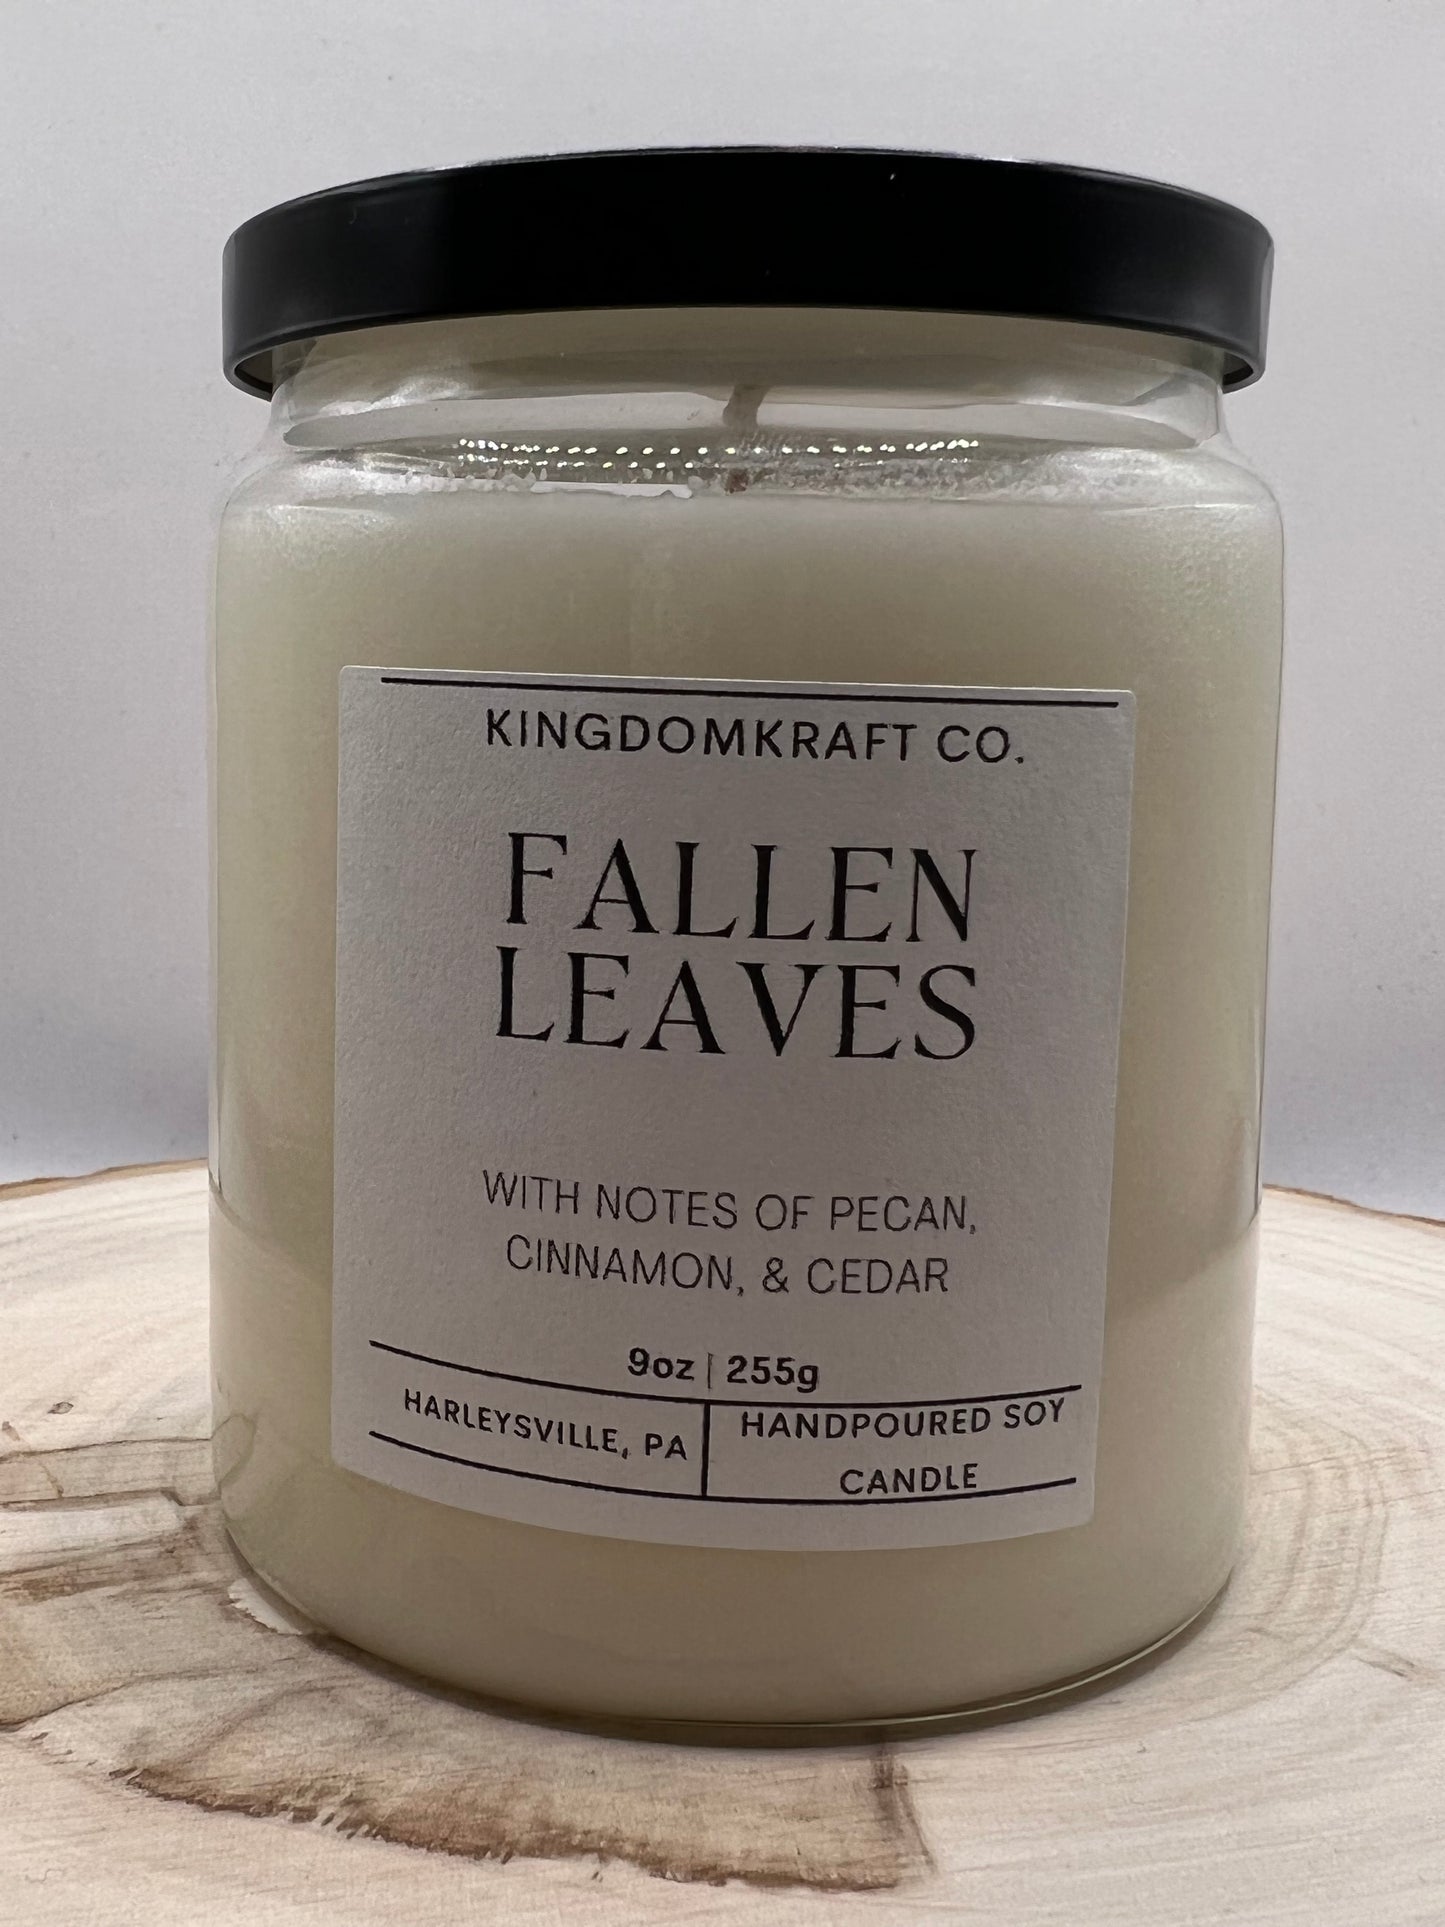 KINGDOMKRAFT CO.
FALLEN
LEAVES
WITH NOTES OF PECAN,
CINNAMON, & CEDAR
9oz | 255g
HARLEYSVILLE, PA
HANDPOURED SOY
CANDLE